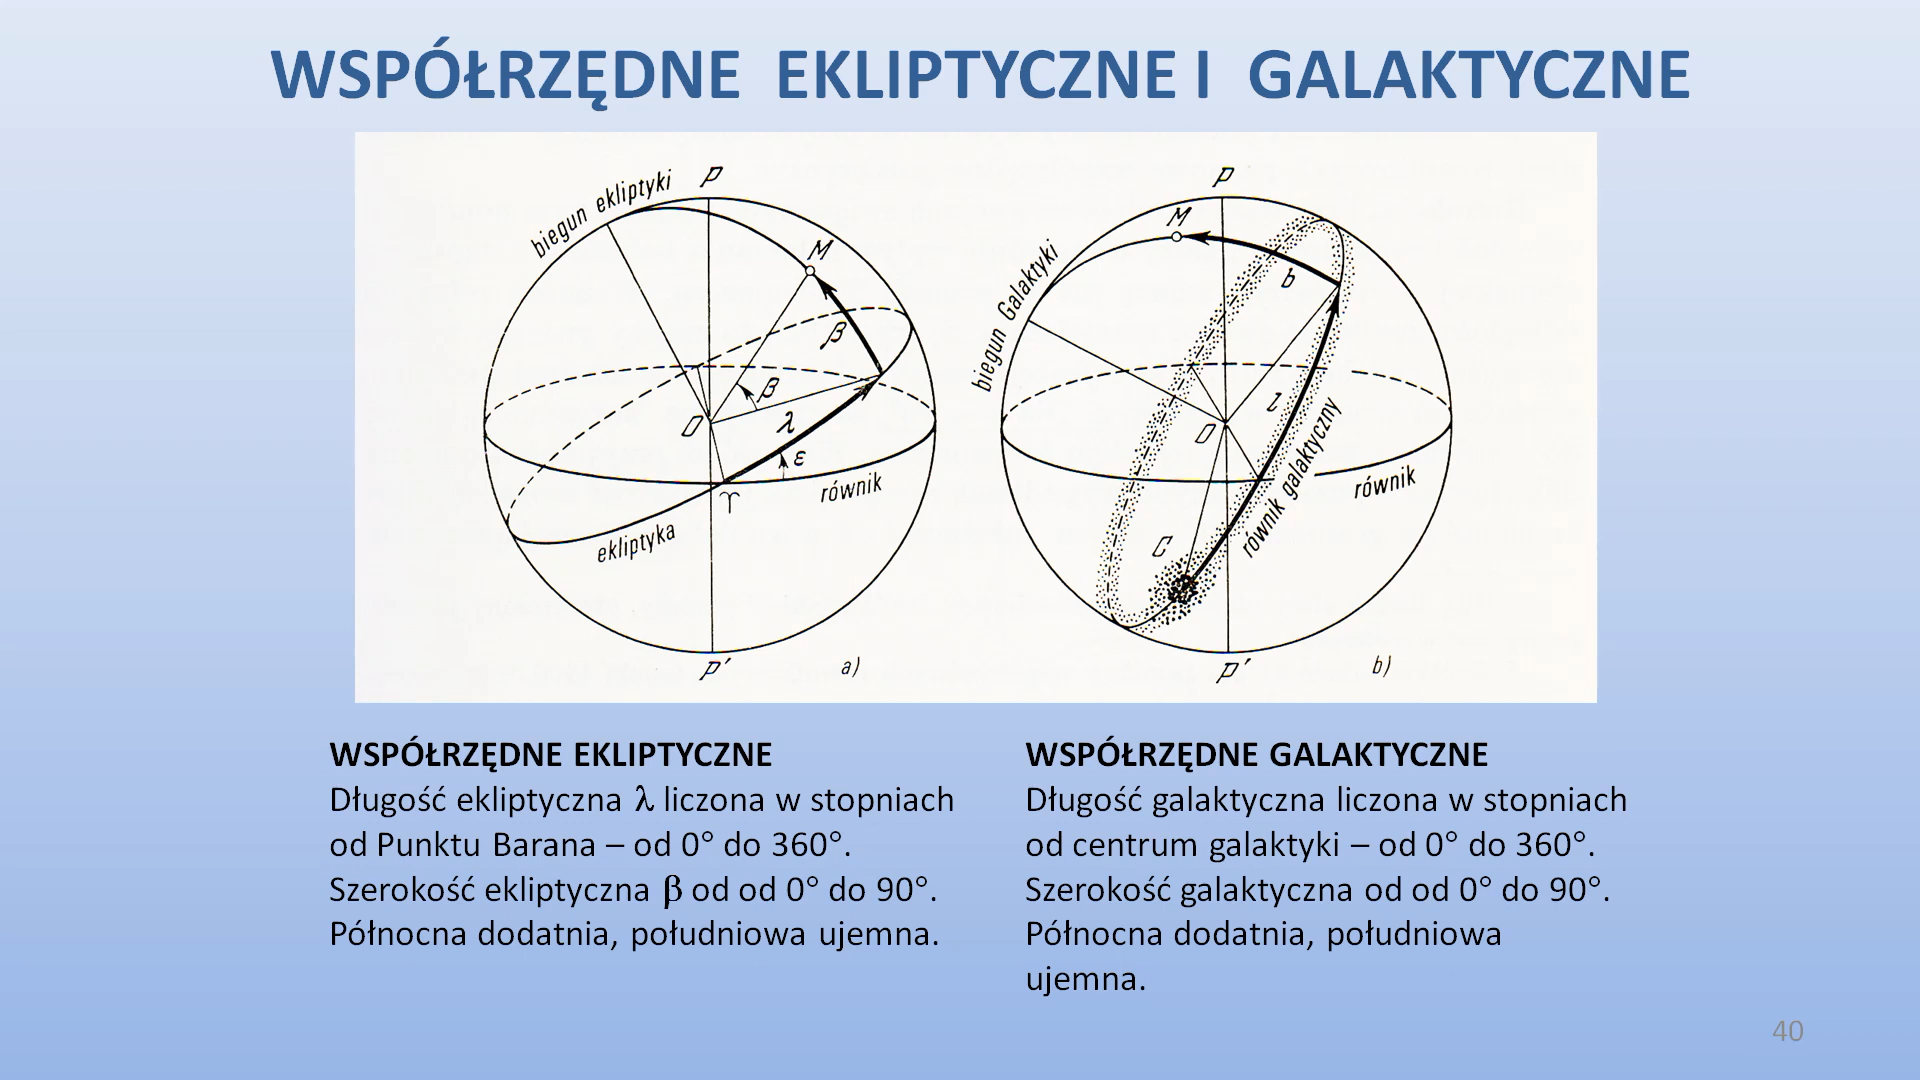 WSPÓŁRZĘDNE EKLIPTYCZNE I GALAKTYCZNE
biegun ekliptyki
P
M
β
β
O
λ
ε
♈
równik
ekliptyka
P'
a)
P
M
biegun Galaktyki
b
l
O
równik galaktyczny
równik
C
P'
b)
WSPÓŁRZĘDNE EKLIPTYCZNE
Długość ekliptyczna λ liczona w stopniach
od Punktu Barana – od 0° do 360°.
Szerokość ekliptyczna β od od 0° do 90°.
Północna dodatnia, południowa ujemna.
WSPÓŁRZĘDNE GALAKTYCZNE
Długość galaktyczna liczona w stopniach
od centrum galaktyki – od 0° do 360°.
Szerokość galaktyczna od od 0° do 90°.
Północna dodatnia, południowa
ujemna.
40